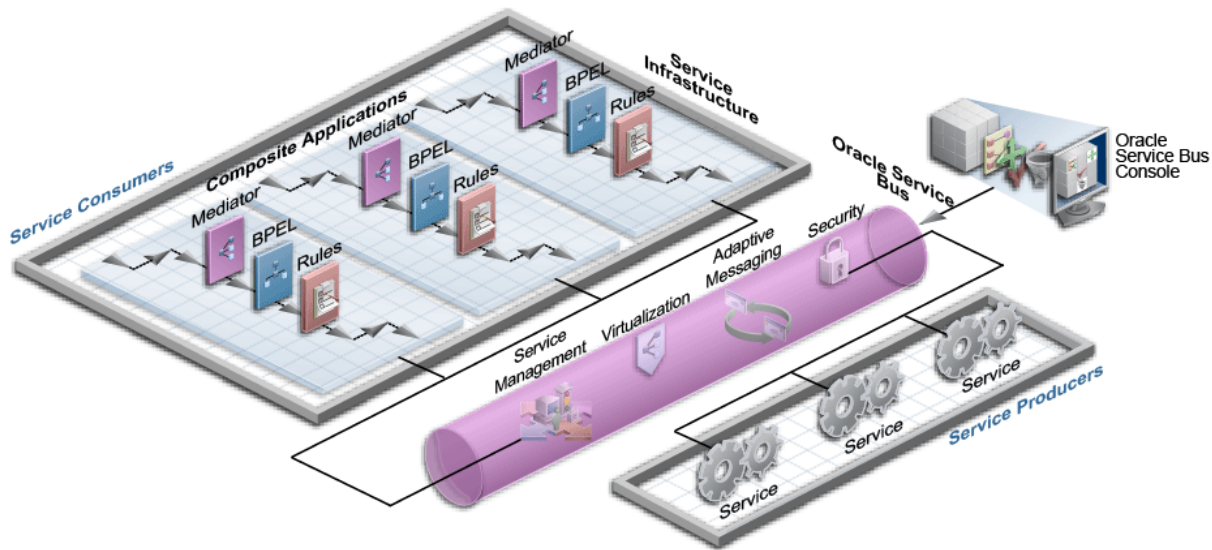 Service Consumers
Composite Applications
Service
Infrastructure
Mediator
BPEL
Rules
Mediator
BPEL
Rules
Mediator
BPEL
Rules
Oracle Service
Bus
Oracle
Service Bus
Console
Service
Management
Virtualization
Adaptive
Messaging
Security
Service
Service
Service
Service Producers